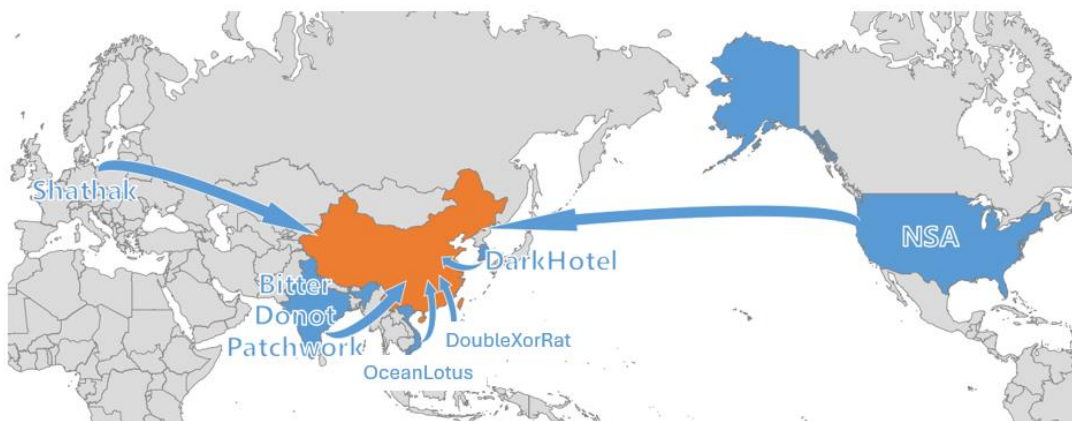 Shathak
NSA
DarkHotel
Bitter
Donot
Patchwork
DoubleXorRat
OceanLotus